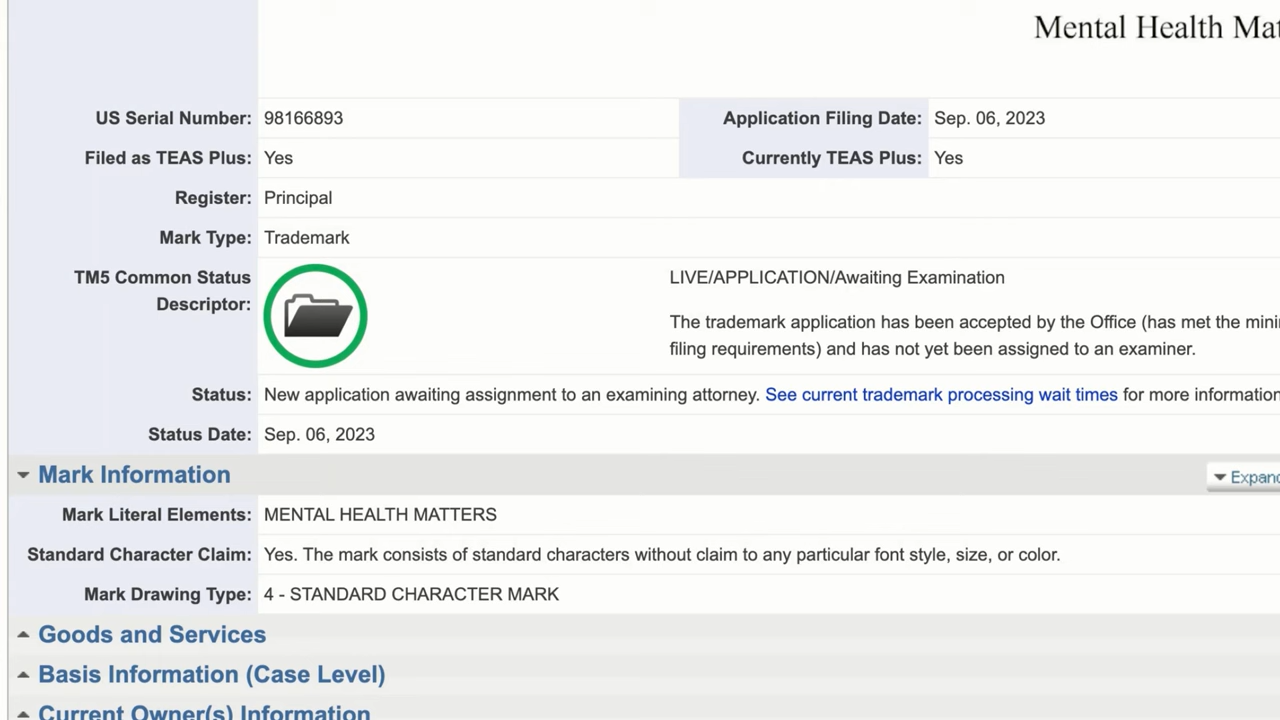 Mental Health
US Serial Number: 98166893 Application Filing Date: Sep. 06, 2023
Filed as TEAS Plus: Yes Currently TEAS Plus: Yes
Register: Principal
Mark Type: Trademark
TM5 Common Status Descriptor: LIVE/APPLICATION/Awaiting Examination
The trademark application has been accepted by the Office (has met the
filing requirements) and has not yet been assigned to an examiner.
Status: New application awaiting assignment to an examining attorney. See current trademark processing wait times for more information
Status Date: Sep. 06, 2023
Mark Information
Mark Literal Elements: MENTAL HEALTH MATTERS
Standard Character Claim: Yes. The mark consists of standard characters without claim to any particular font style, size, or color.
Mark Drawing Type: 4 - STANDARD CHARACTER MARK
Goods and Services
Basis Information (Case Level)
Current Owner(s) Information